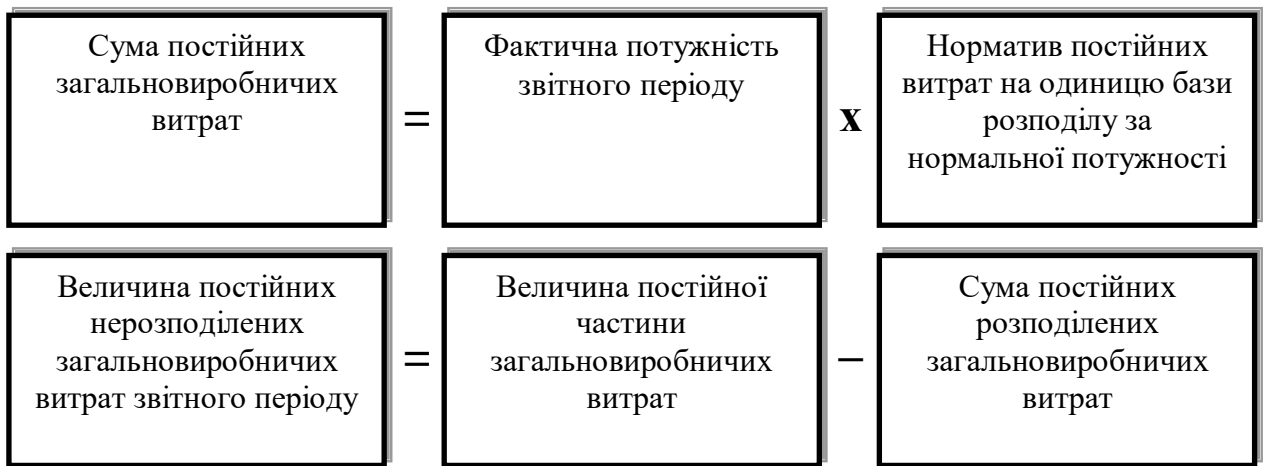 Сума постійних
загальновиробничих
витрат
=
Фактична потужність
звітного періоду
х
Норматив постійних
витрат на одиницю бази
розподілу за
нормальної потужності
Величина постійних
нерозподілених
загальновиробничих
витрат звітного періоду
=
Величина постійної
частини
загальновиробничих
витрат
–
Сума постійних
розподілених
загальновиробничих
витрат